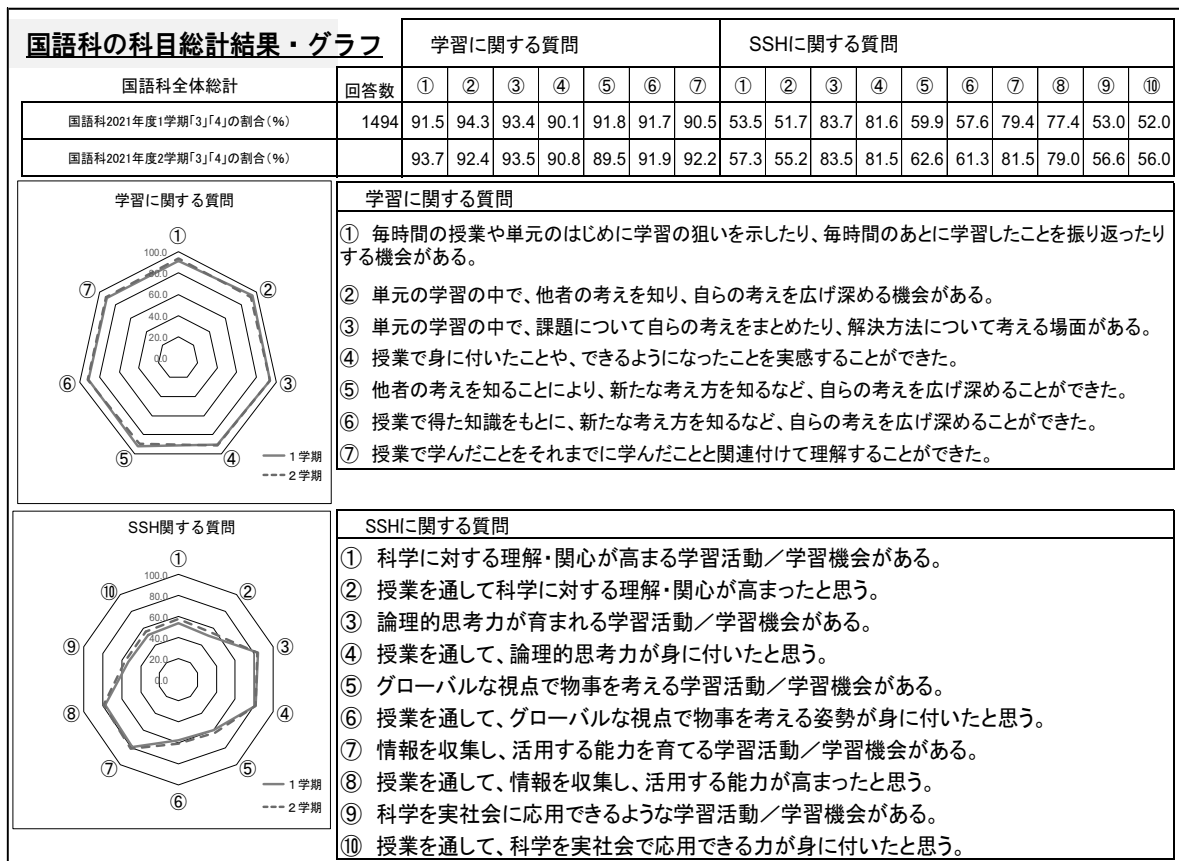 国語科の科目総計結果・グラフ 学習に関する質問 SSHに関する質問
国語科全体総計 回答数 ① ② ③ ④ ⑤ ⑥ ⑦ ① ② ③ ④ ⑤ ⑥ ⑦ ⑧ ⑨ ⑩
国語科2021年度1学期「3」「4」の割合(%) 1494 91.5 94.3 93.4 90.1 91.8 91.7 90.5 53.5 51.7 83.7 81.6 59.9 57.6 79.4 77.4 53.0 52.0
国語科2021年度2学期「3」「4」の割合(%) 93.7 92.4 93.5 90.8 89.5 91.9 92.2 57.3 55.2 83.5 81.5 62.6 61.3 81.5 79.0 56.6 56.0
学習に関する質問
①
②
③
④
⑤
⑥
⑦
100.0
80.0
60.0
40.0
20.0
0.0
1学期
2学期
学習に関する質問
① 毎時間の授業や単元のはじめに学習の狙いを示したり、毎時間のあとに学習したことを振り返ったり
する機会がある。
② 単元の学習の中で、他者の考えを知り、自らの考えを広げ深める機会がある。
③ 単元の学習の中で、課題について自らの考えをまとめたり、解決方法について考える場面がある。
④ 授業で身に付いたことや、できるようになったことを実感することができた。
⑤ 他者の考えを知ることにより、新たな考え方を知るなど、自らの考えを広げ深めることができた。
⑥ 授業で得た知識をもとに、新たな考え方を知るなど、自らの考えを広げ深めることができた。
⑦ 授業で学んだことをそれまでに学んだことと関連付けて理解することができた。
SSH関する質問
①
②
③
④
⑤
⑥
⑦
⑧
⑨
⑩
100.0
80.0
60.0
40.0
20.0
0.0
1学期
2学期
SSHに関する質問
① 科学に対する理解・関心が高まる学習活動／学習機会がある。
② 授業を通して科学に対する理解・関心が高まったと思う。
③ 論理的思考力が育まれる学習活動／学習機会がある。
④ 授業を通して、論理的思考力が身に付いたと思う。
⑤ グローバルな視点で物事を考える学習活動／学習機会がある。
⑥ 授業を通して、グローバルな視点で物事を考える姿勢が身に付いたと思う。
⑦ 情報を収集し、活用する能力を育てる学習活動／学習機会がある。
⑧ 授業を通して、情報を収集し、活用する能力が高まったと思う。
⑨ 科学を実社会に応用できるような学習活動／学習機会がある。
⑩ 授業を通して、科学を実社会で応用できる力が身に付いたと思う。